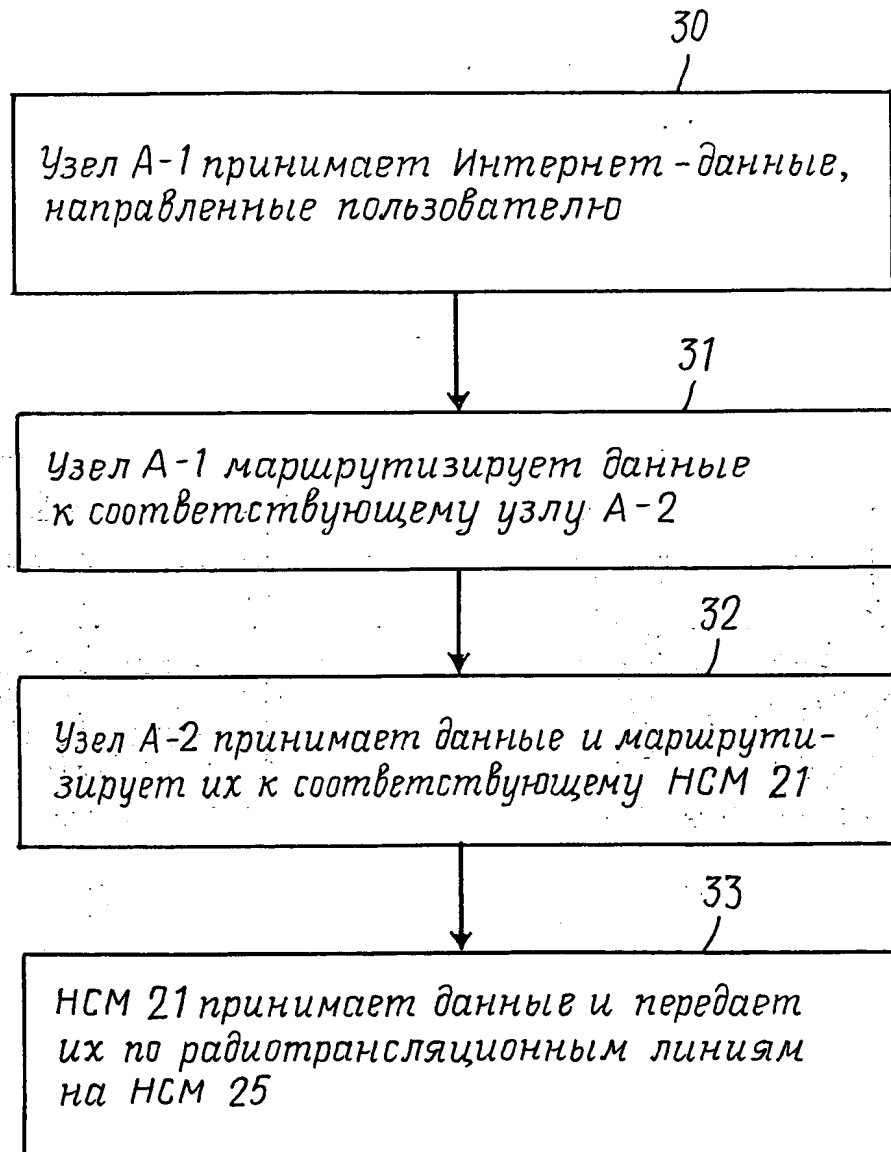 30
Узел А-1 принимает Интернет-данные,
направленные пользователю
31
Узел А-1 маршрутизирует данные
к соответствующему узлу А-2
32
Узел А-2 принимает данные и маршрути-
зирует их к соответствующему НСМ 21
33
НСМ 21 принимает данные и передает
их по радиотрансляционным линиям
на НСМ 25